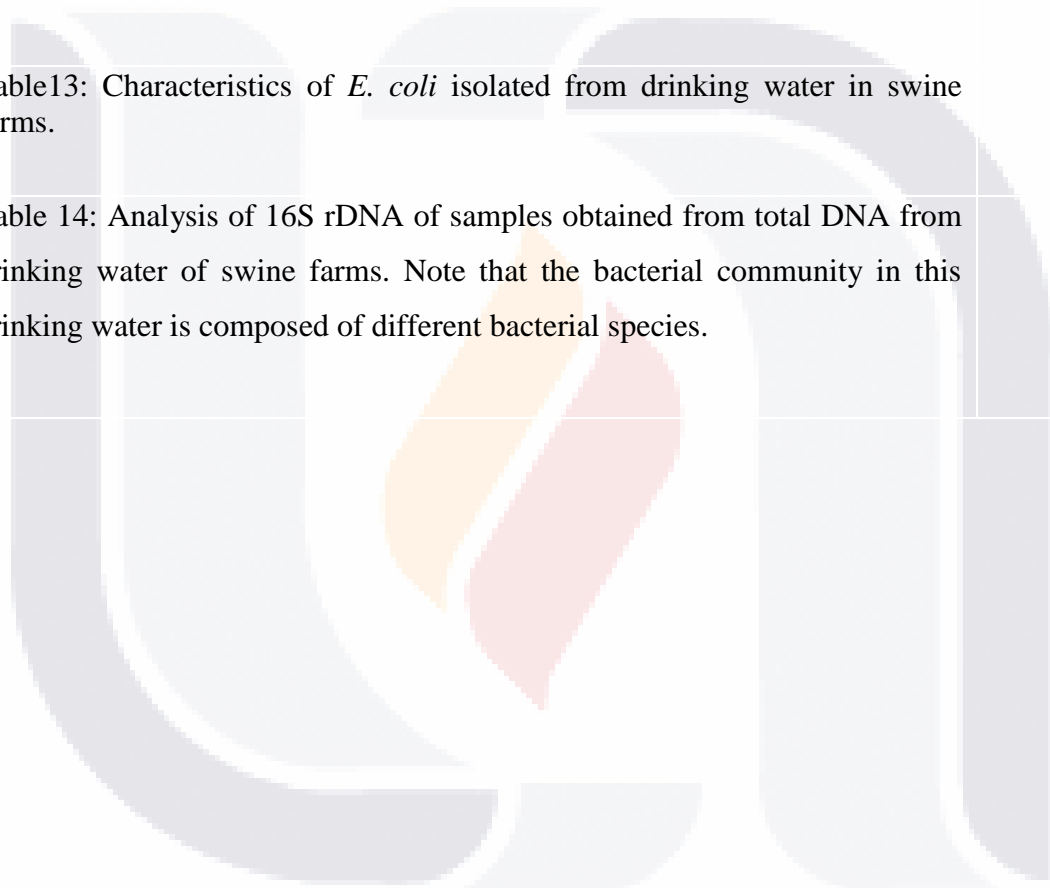 able13: Characteristics of E. coli isolated from drinking water in swine
rms.
able 14: Analysis of 16S rDNA of samples obtained from total DNA from
rinking water of swine farms. Note that the bacterial community in this
rinking water is composed of different bacterial species.